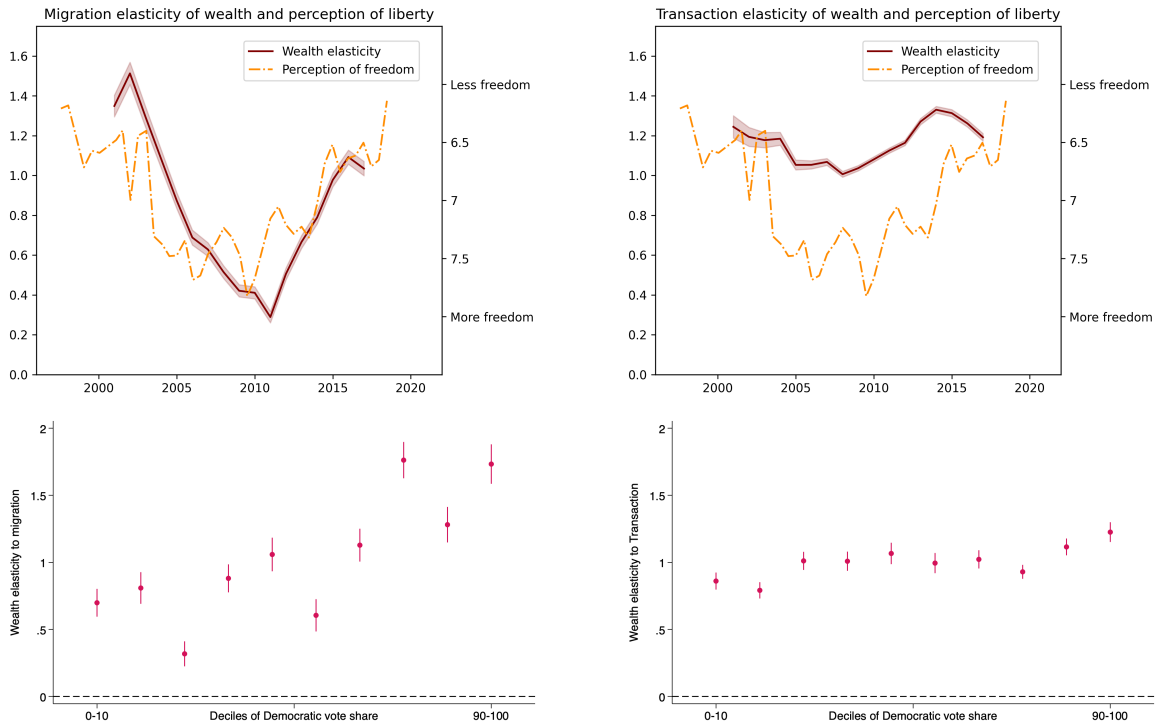 Migration elasticity of wealth and perception of liberty
1.6
1.4
1.2
1.0
0.8
0.6
0.4
0.2
0.0
Wealth elasticity
Perception of freedom
Less freedom
6.5
7
7.5
More freedom
2000 2005 2010 2015 2020
Transaction elasticity of wealth and perception of liberty
1.6
1.4
1.2
1.0
0.8
0.6
0.4
0.2
0.0
Wealth elasticity
Perception of freedom
Less freedom
6.5
7
7.5
More freedom
2000 2005 2010 2015 2020
Wealth elasticity to migration
2
1.5
1
.5
0
0-10 Deciles of Democratic vote share 90-100
Wealth elasticity to Transaction
2
1.5
1
.5
0
0-10 Deciles of Democratic vote share 90-100